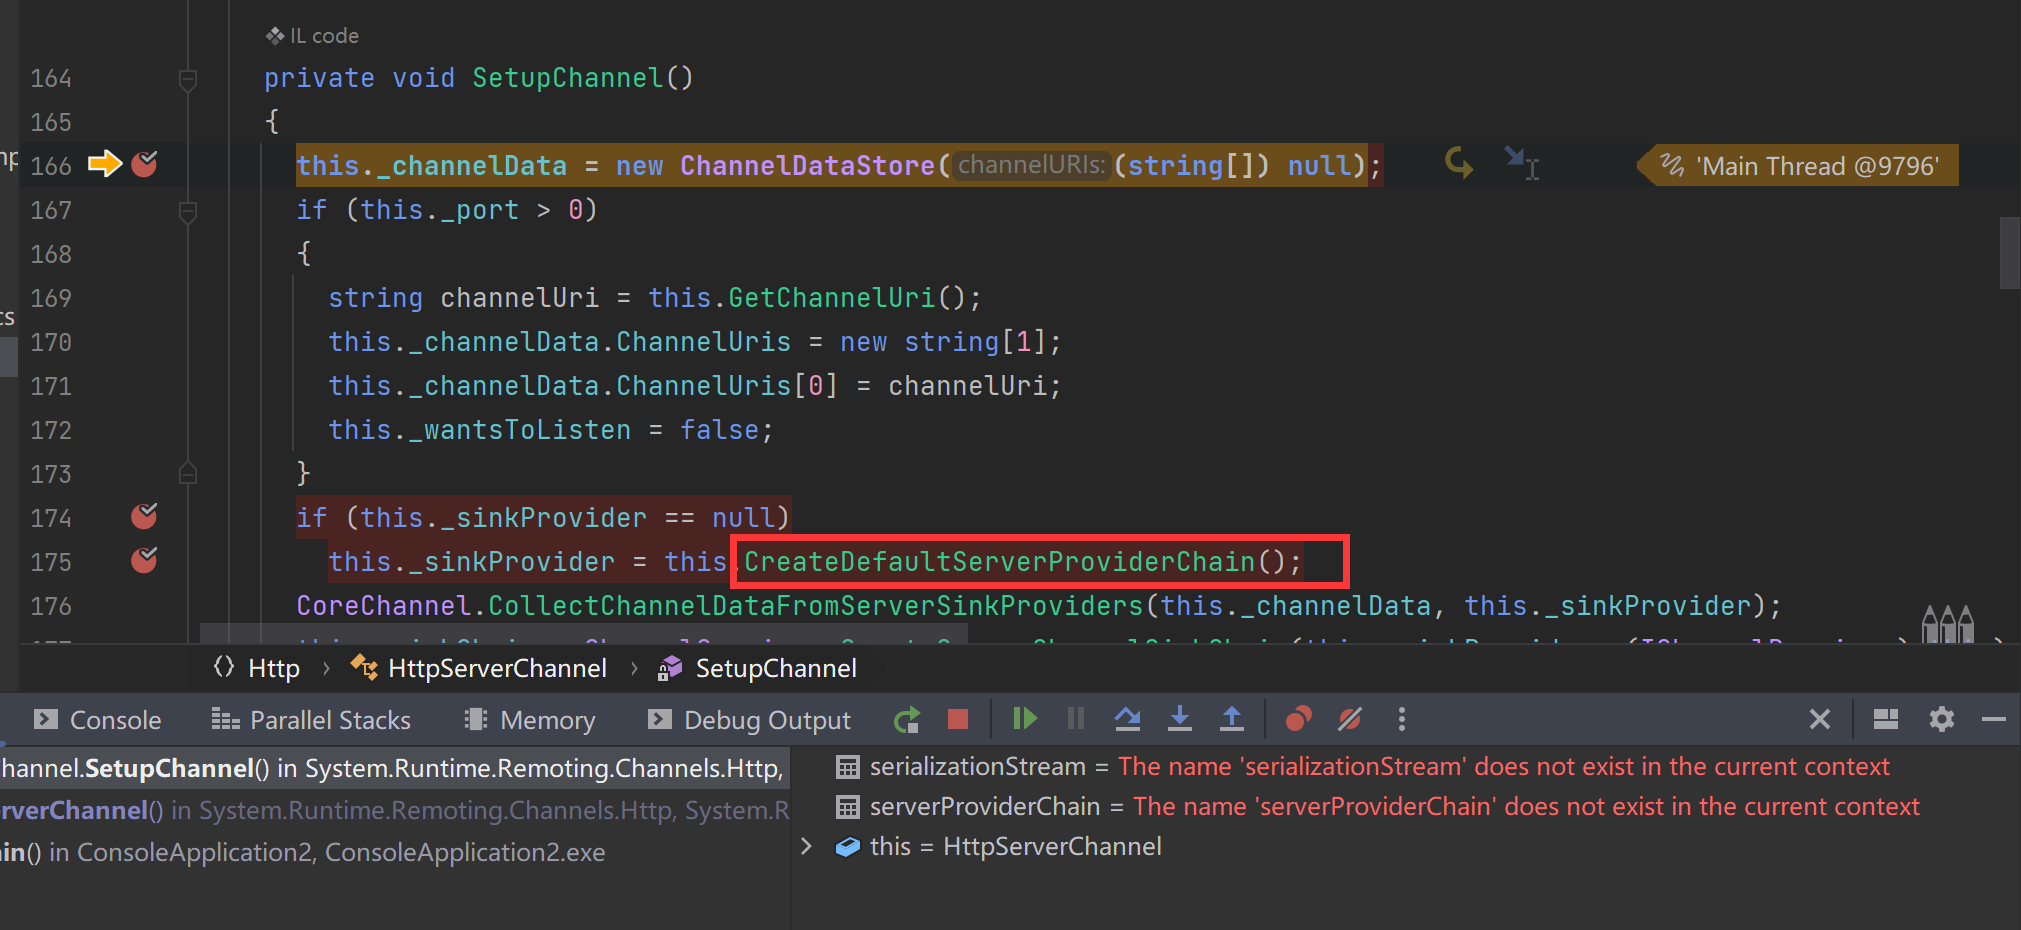 IL code
164 private void SetupChannel()
165 {
166 this._channelData = new ChannelDataStore(channelURIs:(string[]) null); 'Main Thread @9796'
167 if (this._port > 0)
168 {
169 string channelUri = this.GetChannelUri();
170 this._channelData.ChannelUris = new string[1];
171 this._channelData.ChannelUris[0] = channelUri;
172 this._wantsToListen = false;
173 }
174 if (this._sinkProvider == null)
175 this._sinkProvider = this.CreateDefaultServerProviderChain();
176 CoreChannel.CollectChannelDataFromServerSinkProviders(this._channelData, this._sinkProvider);
Http › HttpServerChannel › SetupChannel
Console Parallel Stacks Memory Debug Output
hannel.SetupChannel() in System.Runtime.Remoting.Channels.Http,
rverChannel() in System.Runtime.Remoting.Channels.Http, System.R
in() in ConsoleApplication2, ConsoleApplication2.exe
serializationStream = The name 'serializationStream' does not exist in the current context
serverProviderChain = The name 'serverProviderChain' does not exist in the current context
this = HttpServerChannel